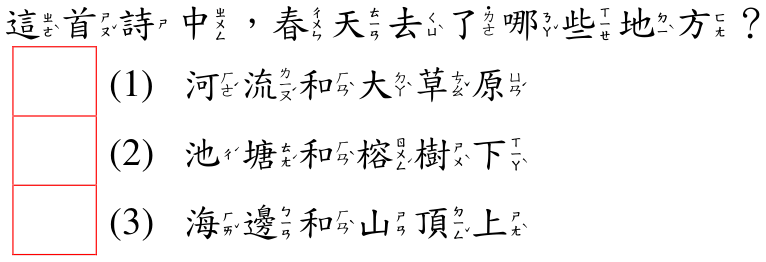 這首詩中，春天去了哪些地方？
(1) 河流和大草原
(2) 池塘和榕樹下
(3) 海邊和山頂上